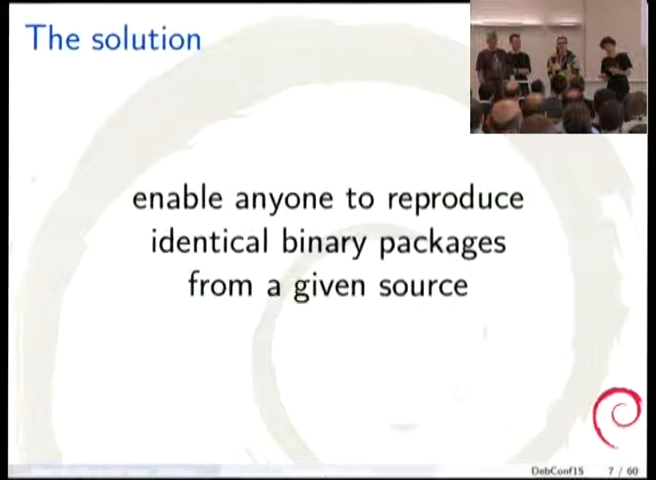 The solution
enable anyone to reproduce
identical binary packages
from a given source
DebConf15 7 / 60